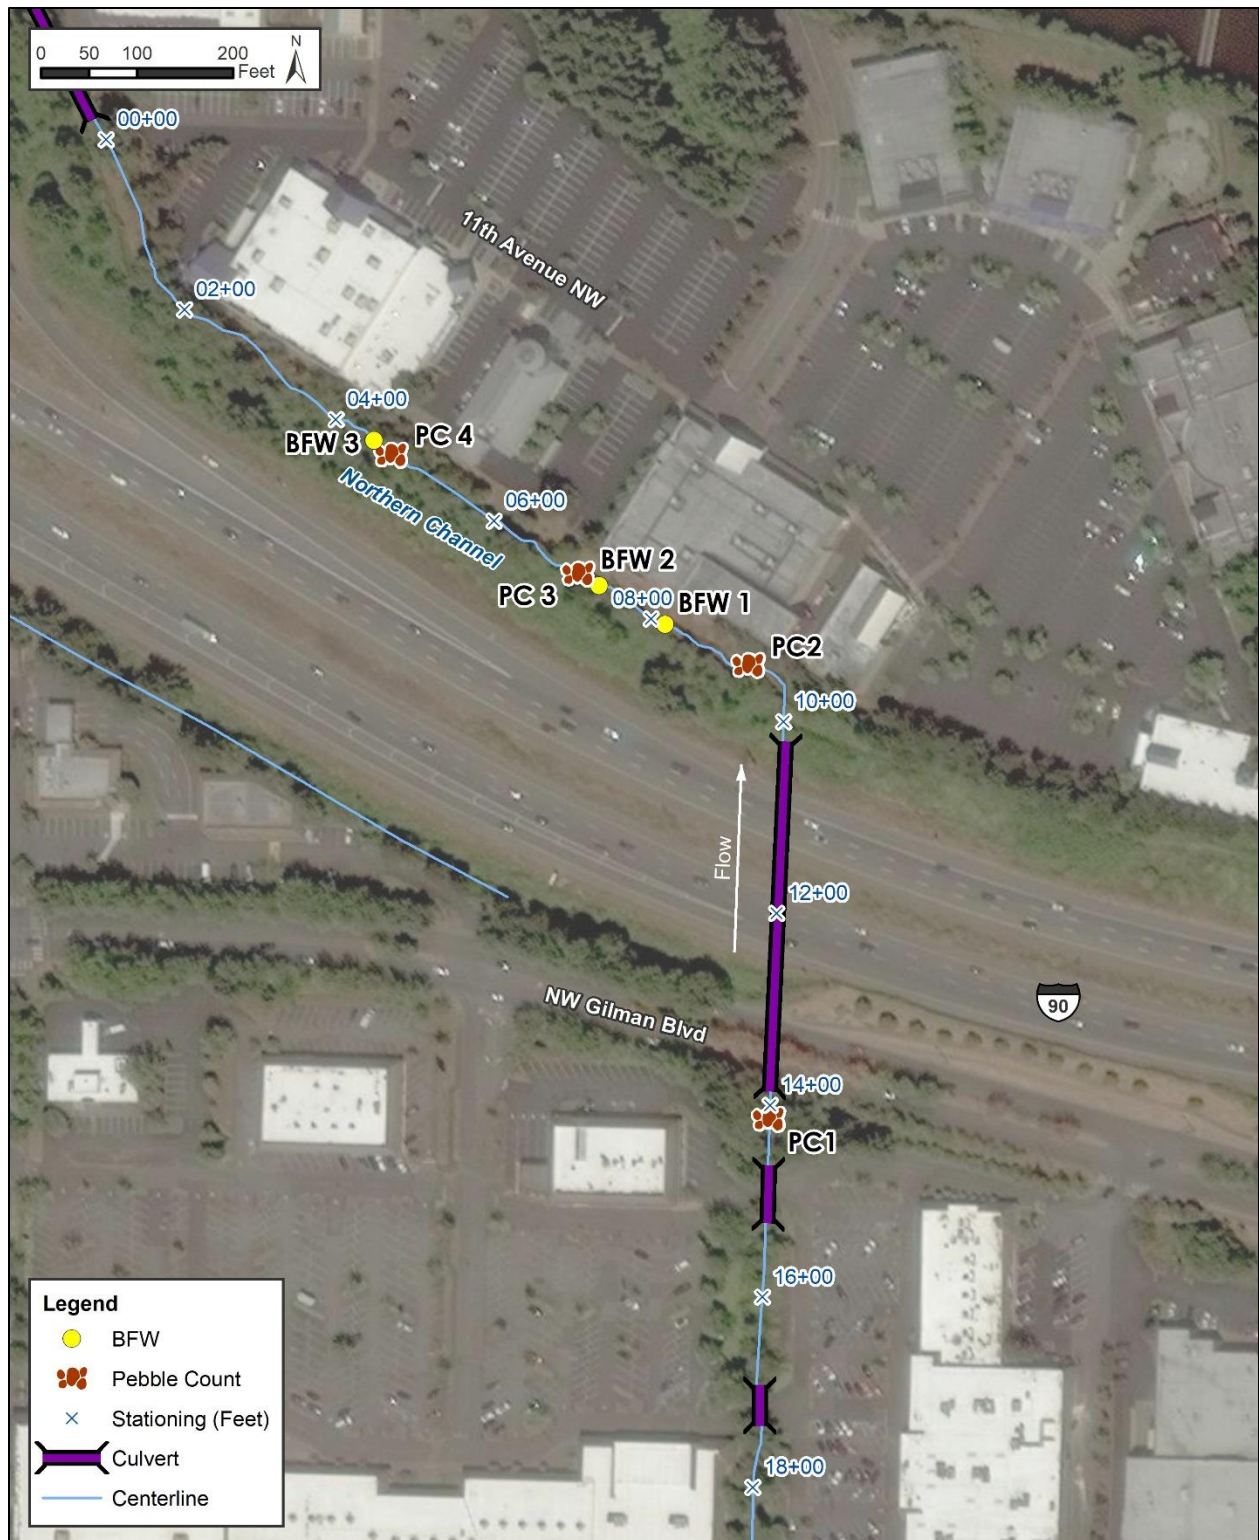 0 50 100 200
Feet
N
00+00
02+00
11th Avenue NW
04+00
BFW 3
PC 4
Northern Channel
06+00
BFW 2
PC 3
08+00
BFW 1
PC2
10+00
Flow
12+00
NW Gilman Blvd
90
14+00
PC1
16+00
18+00
Legend
BFW
Pebble Count
Stationing (Feet)
Culvert
Centerline